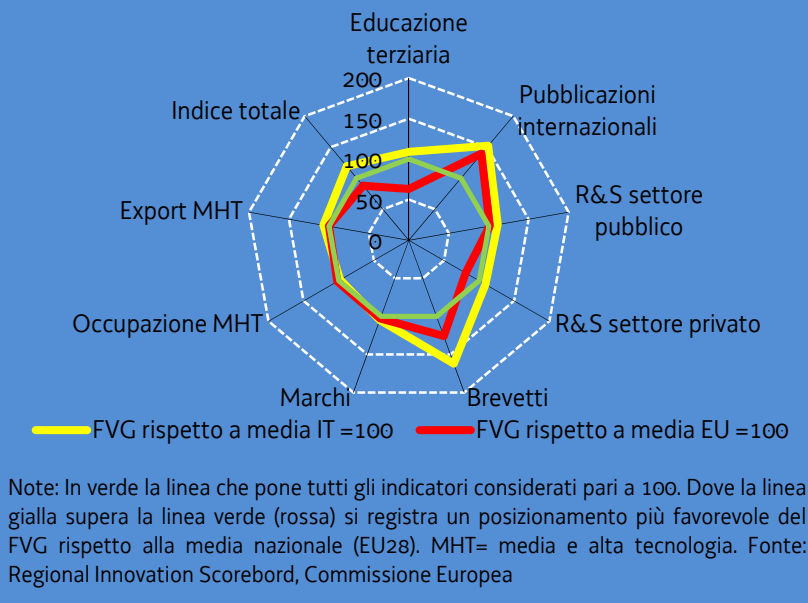 Educazione
terziaria
200
Pubblicazioni
internazionali
Indice totale
150
100
R&S settore
pubblico
Export MHT
50
0
Occupazione MHT
R&S settore privato
Marchi
Brevetti
FVG rispetto a media IT =100
FVG rispetto a media EU =100
Note: In verde la linea che pone tutti gli indicatori considerati pari a 100. Dove la linea
gialla supera la linea verde (rossa) si registra un posizionamento più favorevole del
FVG rispetto alla media nazionale (EU28). MHT= media e alta tecnologia. Fonte:
Regional Innovation Scorebord, Commissione Europea